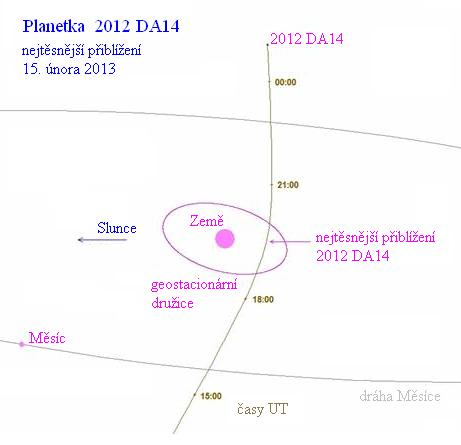 Planetka 2012 DA14
nejtěsnější přiblížení
15. února 2013
2012 DA14
00:00
21:00
Země
Slunce
nejtěsnější přiblížení
2012 DA14
geostacionární
družice
18:00
Měsíc
15:00
časy UT
dráha Měsíce